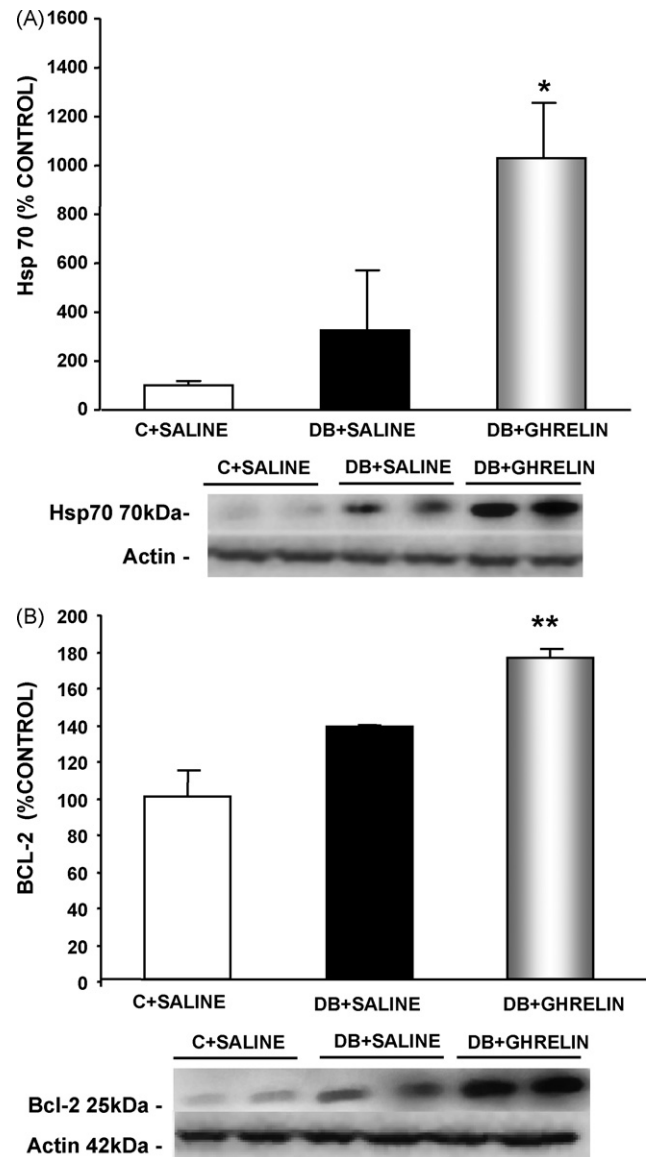 (A)
1600
1400
1200
1000
800
600
400
200
0
Hsp 70 (% CONTROL)
*
C+SALINE DB+SALINE DB+GHRELIN
C+SALINE DB+SALINE DB+GHRELIN
Hsp70 70kDa-
Actin -
(B)
200
180
160
140
120
100
80
60
40
20
0
BCL-2 (%CONTROL)
**
C+SALINE DB+SALINE DB+GHRELIN
C+SALINE DB+SALINE DB+GHRELIN
Bcl-2 25kDa -
Actin 42kDa -